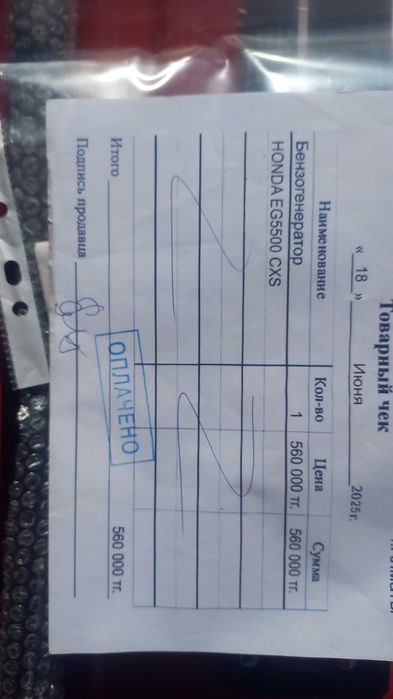 Товарный чек
« 18 » Июня 2025г.
Наименование Кол-во Цена Сумма
Бензогенератор
HONDA EG5500 CXS 1 560 000 тг. 560 000 тг.
Итого 560 000 тг.
ОПЛАЧЕНО
Подпись продавца